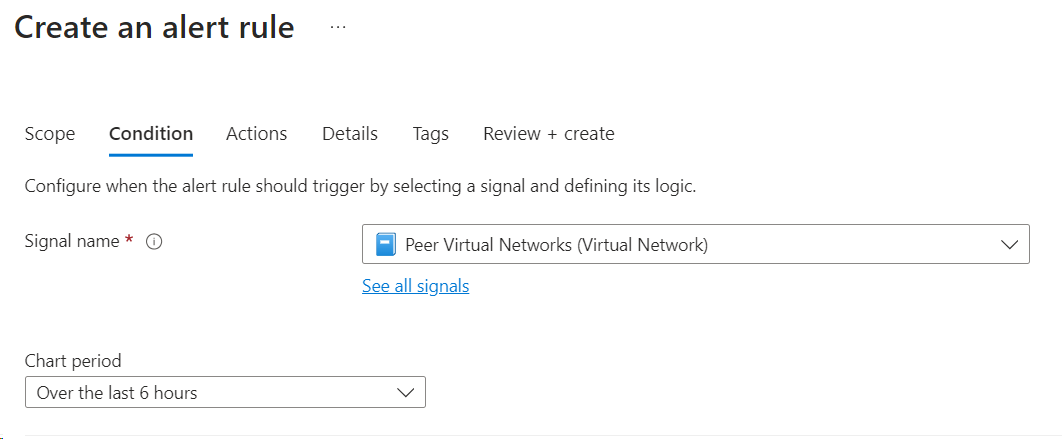 Create an alert rule ...
Scope Condition Actions Details Tags Review + create
Configure when the alert rule should trigger by selecting a signal and defining its logic.
Signal name * Peer Virtual Networks (Virtual Network)
See all signals
Chart period
Over the last 6 hours